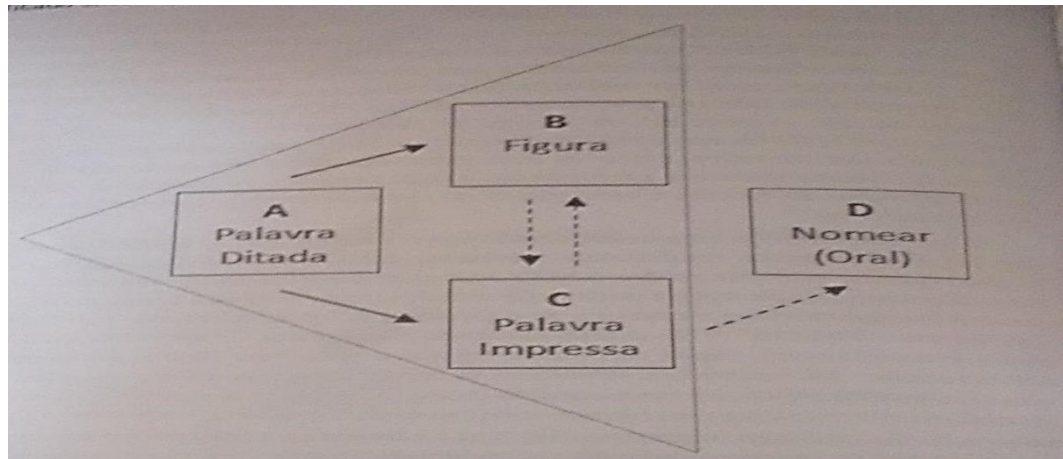 B
Figura
A
Palavra
Ditada
D
Nomear
(Oral)
C
Palavra
Impressa